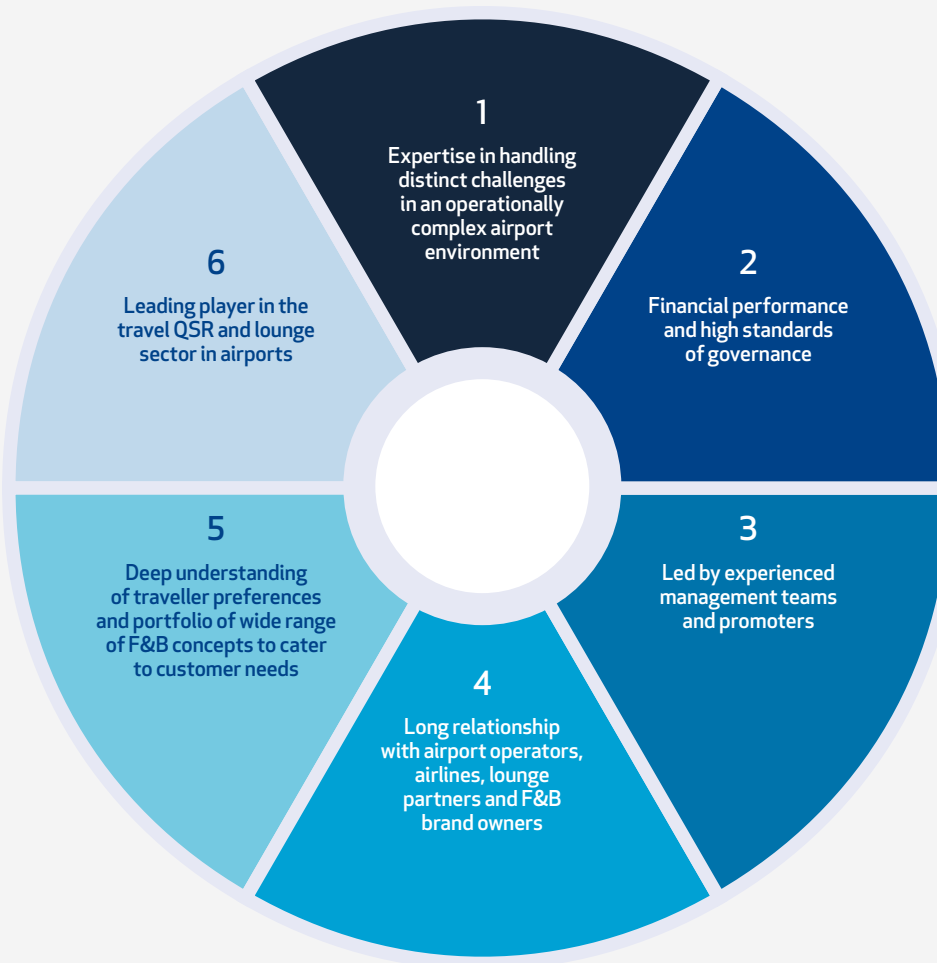 1
Expertise in handling
distinct challenges
in an operationally
complex airport
environment
2
Financial performance
and high standards
of governance
3
Led by experienced
management teams
and promoters
4
Long relationship
with airport operators,
airlines, lounge
partners and F&B
brand owners
5
Deep understanding
of traveller preferences
and portfolio of wide range
of F&B concepts to cater
to customer needs
6
Leading player in the
travel QSR and lounge
sector in airports